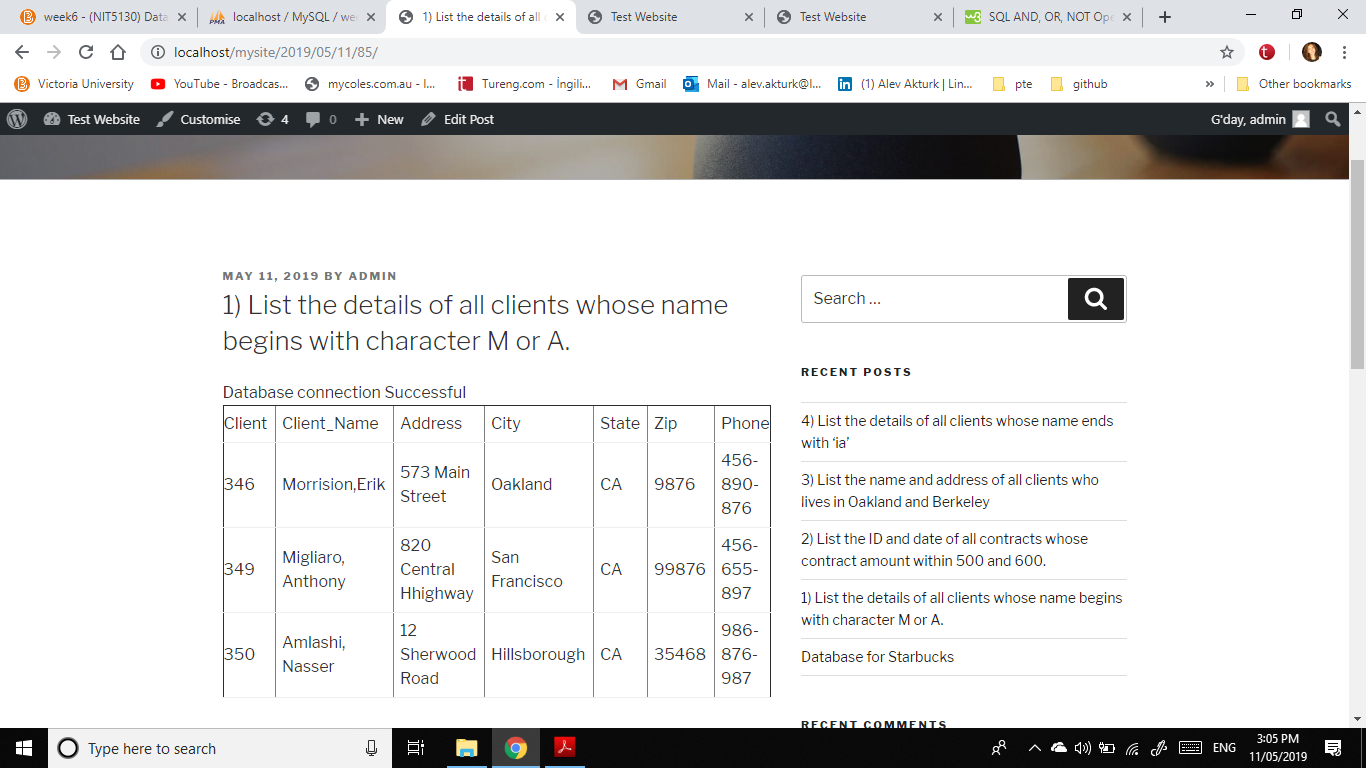 week6 - (NIT5130) Data
localhost / MySQL / we
1) List the details of all
Test Website
Test Website
SQL AND, OR, NOT Ope
localhost/mysite/2019/05/11/85/
Victoria University
YouTube - Broadcas...
mycoles.com.au - I...
Tureng.com - İngili...
Gmail
Mail - alev.akturk@l...
(1) Alev Akturk | Lin...
pte
github
»
Other bookmarks
Test Website
Customise
4
0
New
Edit Post
G'day, admin
MAY 11, 2019 BY ADMIN
1) List the details of all clients whose name
begins with character M or A.
Database connection Successful
Client Client_Name Address City State Zip Phone
346 Morrision,Erik 573 Main Street Oakland CA 9876 456-890-876
349 Migliaro, Anthony 820 Central Hhighway San Francisco CA 99876 456-655-897
350 Amlashi, Nasser 12 Sherwood Road Hillsborough CA 35468 986-876-987
Search ...
RECENT POSTS
4) List the details of all clients whose name ends
with ‘ia’
3) List the name and address of all clients who
lives in Oakland and Berkeley
2) List the ID and date of all contracts whose
contract amount within 500 and 600.
1) List the details of all clients whose name begins
with character M or A.
Database for Starbucks
RECENT COMMENTS
Type here to search
ENG
3:05 PM
11/05/2019